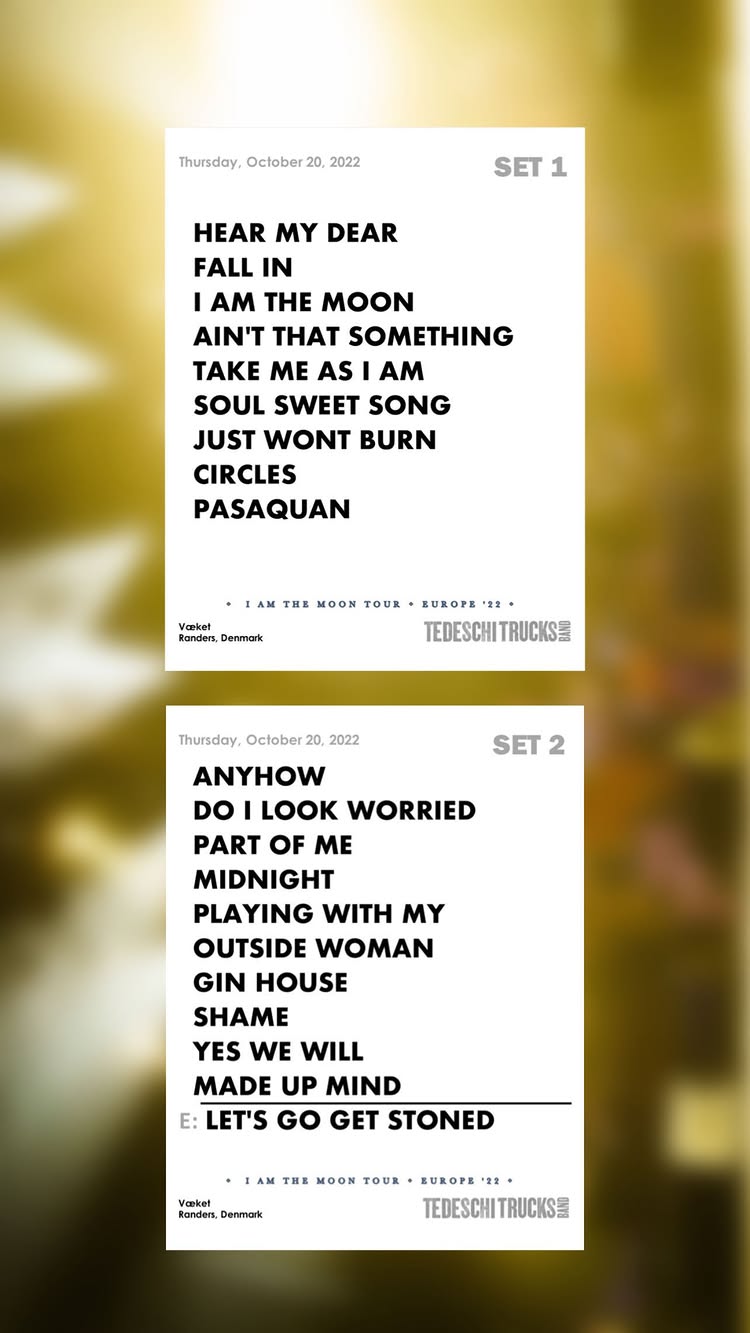 Thursday, October 20, 2022
SET 1
HEAR MY DEAR
FALL IN
I AM THE MOON
AIN'T THAT SOMETHING
TAKE ME AS I AM
SOUL SWEET SONG
JUST WONT BURN
CIRCLES
PASAQUAN
• I AM THE MOON TOUR • EUROPE '22 •
Vœket
Randers, Denmark
TEDESCHI TRUCKS BAND
Thursday, October 20, 2022
SET 2
ANYHOW
DO I LOOK WORRIED
PART OF ME
MIDNIGHT
PLAYING WITH MY
OUTSIDE WOMAN
GIN HOUSE
SHAME
YES WE WILL
MADE UP MIND
E: LET'S GO GET STONED
• I AM THE MOON TOUR • EUROPE '22 •
Vœket
Randers, Denmark
TEDESCHI TRUCKS BAND